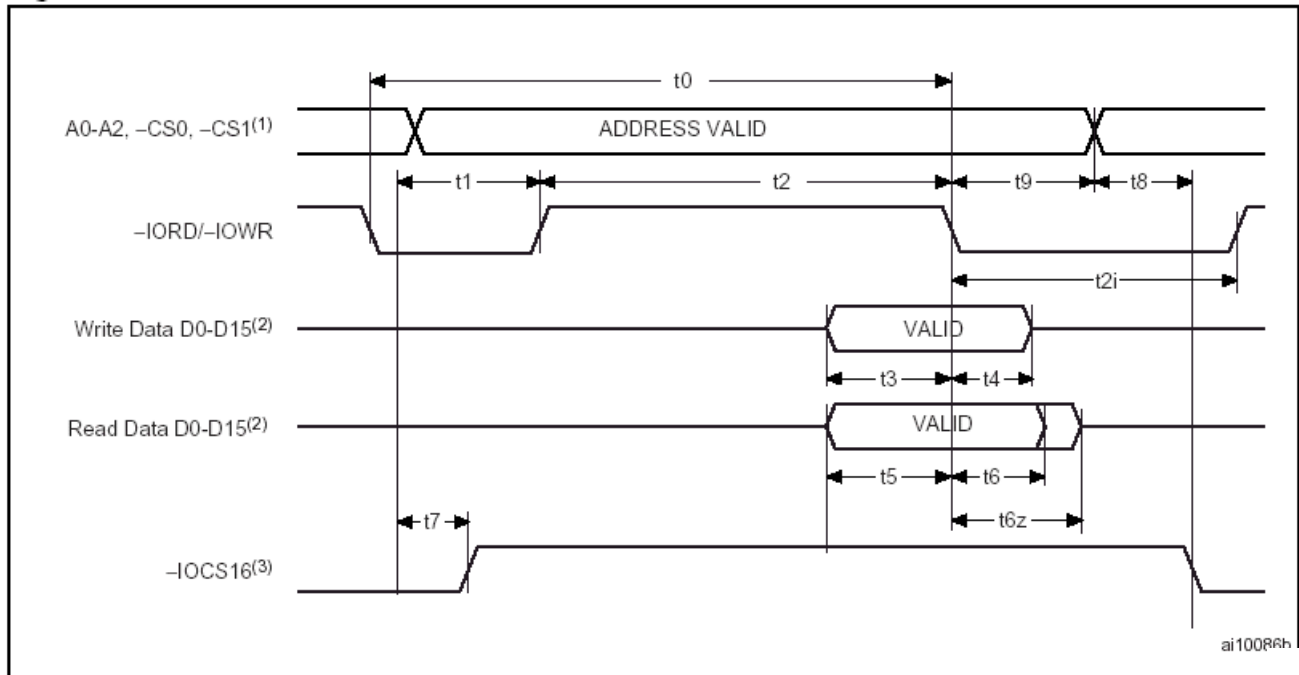 t0
A0-A2, –CS0, –CS1(1) ADDRESS VALID
t1 t2 t9 t8
–IORD/–IOWR
t2i
Write Data D0-D15(2) VALID
t3 t4
Read Data D0-D15(2) VALID
t5 t6
t7 t6z
–IOCS16(3)
ai10086b